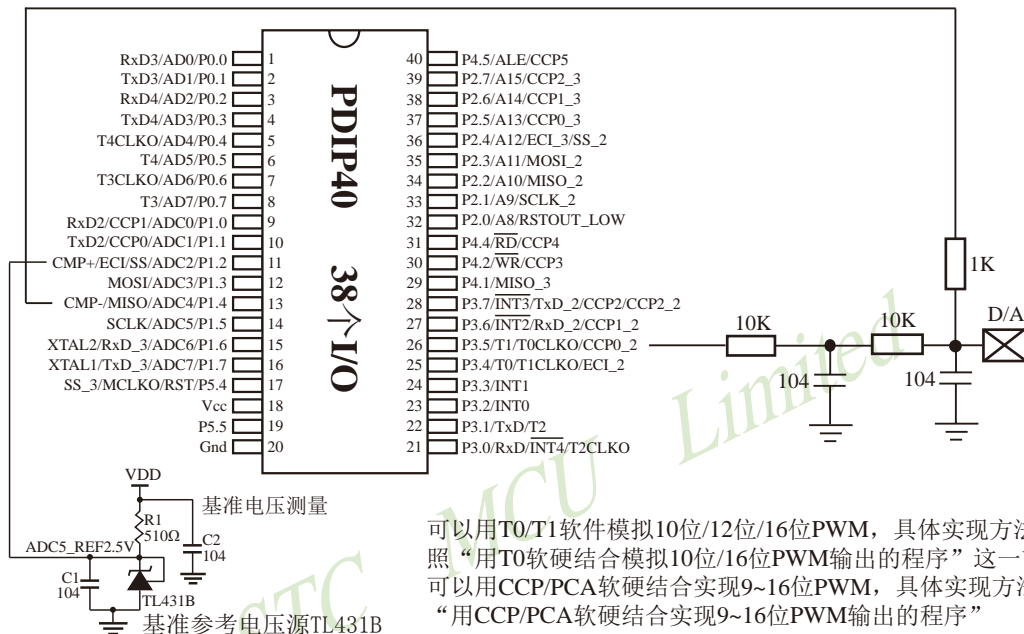 PDIP40 38个I/O
RxD3/AD0/P0.0 1
TxD3/AD1/P0.1 2
RxD4/AD2/P0.2 3
TxD4/AD3/P0.3 4
T4CLKO/AD4/P0.4 5
T4/AD5/P0.5 6
T3CLKO/AD6/P0.6 7
T3/AD7/P0.7 8
RxD2/CCP1/ADC0/P1.0 9
TxD2/CCP0/ADC1/P1.1 10
CMP+/ECI/SS/ADC2/P1.2 11
MOSI/ADC3/P1.3 12
CMP-/MISO/ADC4/P1.4 13
SCLK/ADC5/P1.5 14
XTAL2/RxD_3/ADC6/P1.6 15
XTAL1/TxD_3/ADC7/P1.7 16
SS_3/MCLKO/RST/P5.4 17
Vcc 18
P5.5 19
Gnd 20
40 P4.5/ALE/CCP5
39 P2.7/A15/CCP2_3
38 P2.6/A14/CCP1_3
37 P2.5/A13/CCP0_3
36 P2.4/A12/ECI_3/SS_2
35 P2.3/A11/MOSI_2
34 P2.2/A10/MISO_2
33 P2.1/A9/SCLK_2
32 P2.0/A8/RSTOUT_LOW
31 P4.4/RD/CCP4
30 P4.2/WR/CCP3
29 P4.1/MISO_3
28 P3.7/INT3/TxD_2/CCP2/CCP2_2
27 P3.6/INT2/RxD_2/CCP1_2
26 P3.5/T1/T0CLKO/CCP0_2
25 P3.4/T0/T1CLKO/ECI_2
24 P3.3/INT1
23 P3.2/INT0
22 P3.1/TxD/T2
21 P3.0/RxD/INT4/T2CLKO
1K
D/A
10K
10K
104
104
VDD
基准电压测量
R1
510Ω
C2
104
ADC5_REF2.5V
C1
104
TL431B
基准参考电压源TL431B
可以用T0/T1软件模拟10位/12位/16位PWM，具体实现方法
照“用T0软硬结合模拟10位/16位PWM输出的程序”这一
可以用CCP/PCA软硬结合实现9~16位PWM，具体实现方法
“用CCP/PCA软硬结合实现9~16位PWM输出的程序”
STC MCU Limited